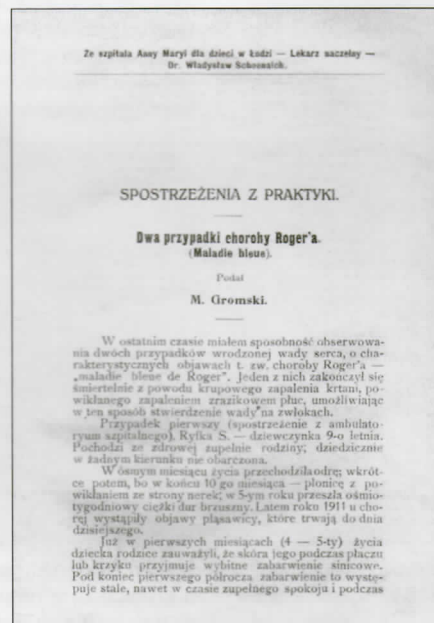 Ze szpitala Anny Maryi dla dzieci w Łodzi — Lekarz naczelny —
Dr. Władysław
SPOSTRZEŻENIA Z PRAKTYKI.
Dwa przypadki chorohy Roger'a.
(Maladie bleue).
Podał
M. Gromski.
W ostatnim czasie miałem sposobność obserwowa-
nia dwóch przypadków wrodzonej wady serca, o cha-
rakterystycznych objawach t. zw. choroby Roger'a —
„maladie bleue de Roger". Jeden z nich zakończył się
śmiertelnie z powodu krupowego zapalenia krtani, po-
wikłanego zapaleniem zrazikowem płuc, umożliwiając
w ten sposób stwierdzenie wady na zwłokach.
Przypadek pierwszy (spostrzeżenie z ambulato-
ryum szpitalnego). Ryfka S. — dziewczynka 9-o letnia.
Pochodzi ze zdrowej zupełnie rodziny; dziedzicznie
w żadnym kierunku nie obarczona.
W ósmym miesiącu życia przechodziła odrę; wkrót-
ce potem, bo w końcu 10-go miesiąca — płonicę z po-
wikłaniem ze strony nerek; w 5-ym roku przeszła ośmio-
tygodniowy ciężki dur brzuszny. Latem roku 1911 u cho-
rej wystąpiły objawy pląsawicy, które trwają do dnia
dzisiejszego.
Już w pierwszych miesiącach (4 — 5-ty) życia
dziecka rodzice zauważyli, że skóra jego podczas płaczu
lub krzyku przyjmuje wybitne zabarwienie sinicowe.
Pod koniec pierwszego półrocza zabarwienie to wystę-
puje stale, nawet w czasie zupełnego spokoju i podczas